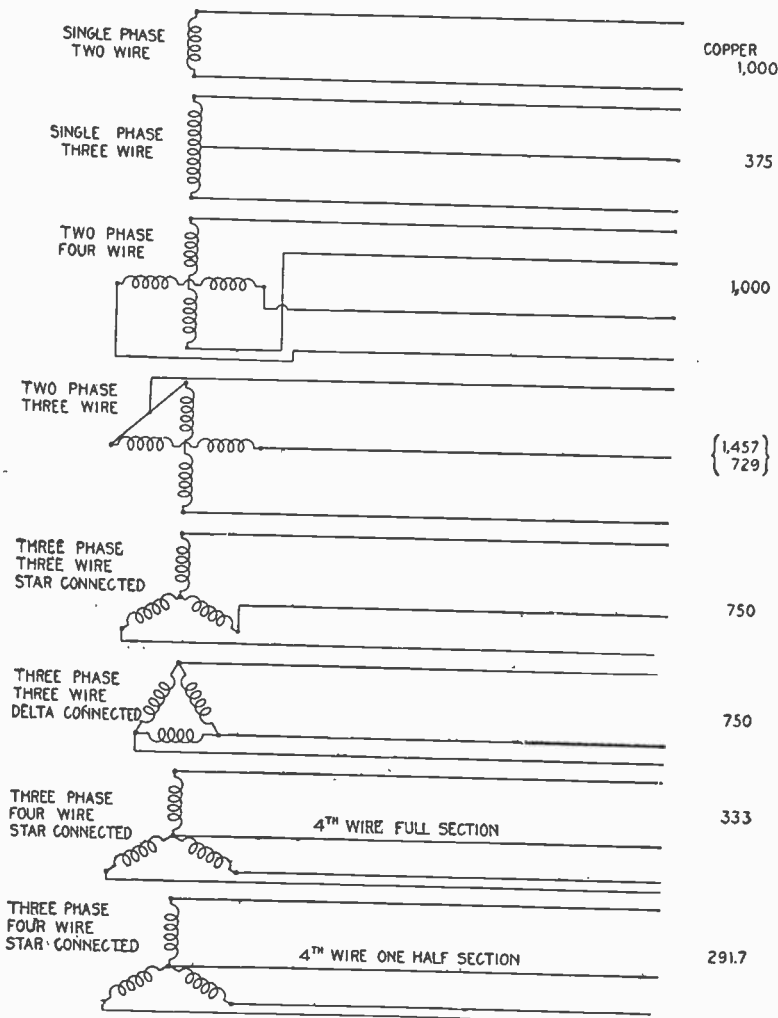 SINGLE PHASE
TWO WIRE
COPPER
1,000
SINGLE PHASE
THREE WIRE
375
TWO PHASE
FOUR WIRE
1,000
TWO PHASE
THREE WIRE
{1,457
729}
THREE PHASE
THREE WIRE
STAR CONNECTED
750
THREE PHASE
THREE WIRE
DELTA CONNECTED
750
THREE PHASE
FOUR WIRE
STAR CONNECTED
4TH WIRE FULL SECTION
333
THREE PHASE
FOUR WIRE
STAR CONNECTED
4TH WIRE ONE HALF SECTION
291.7